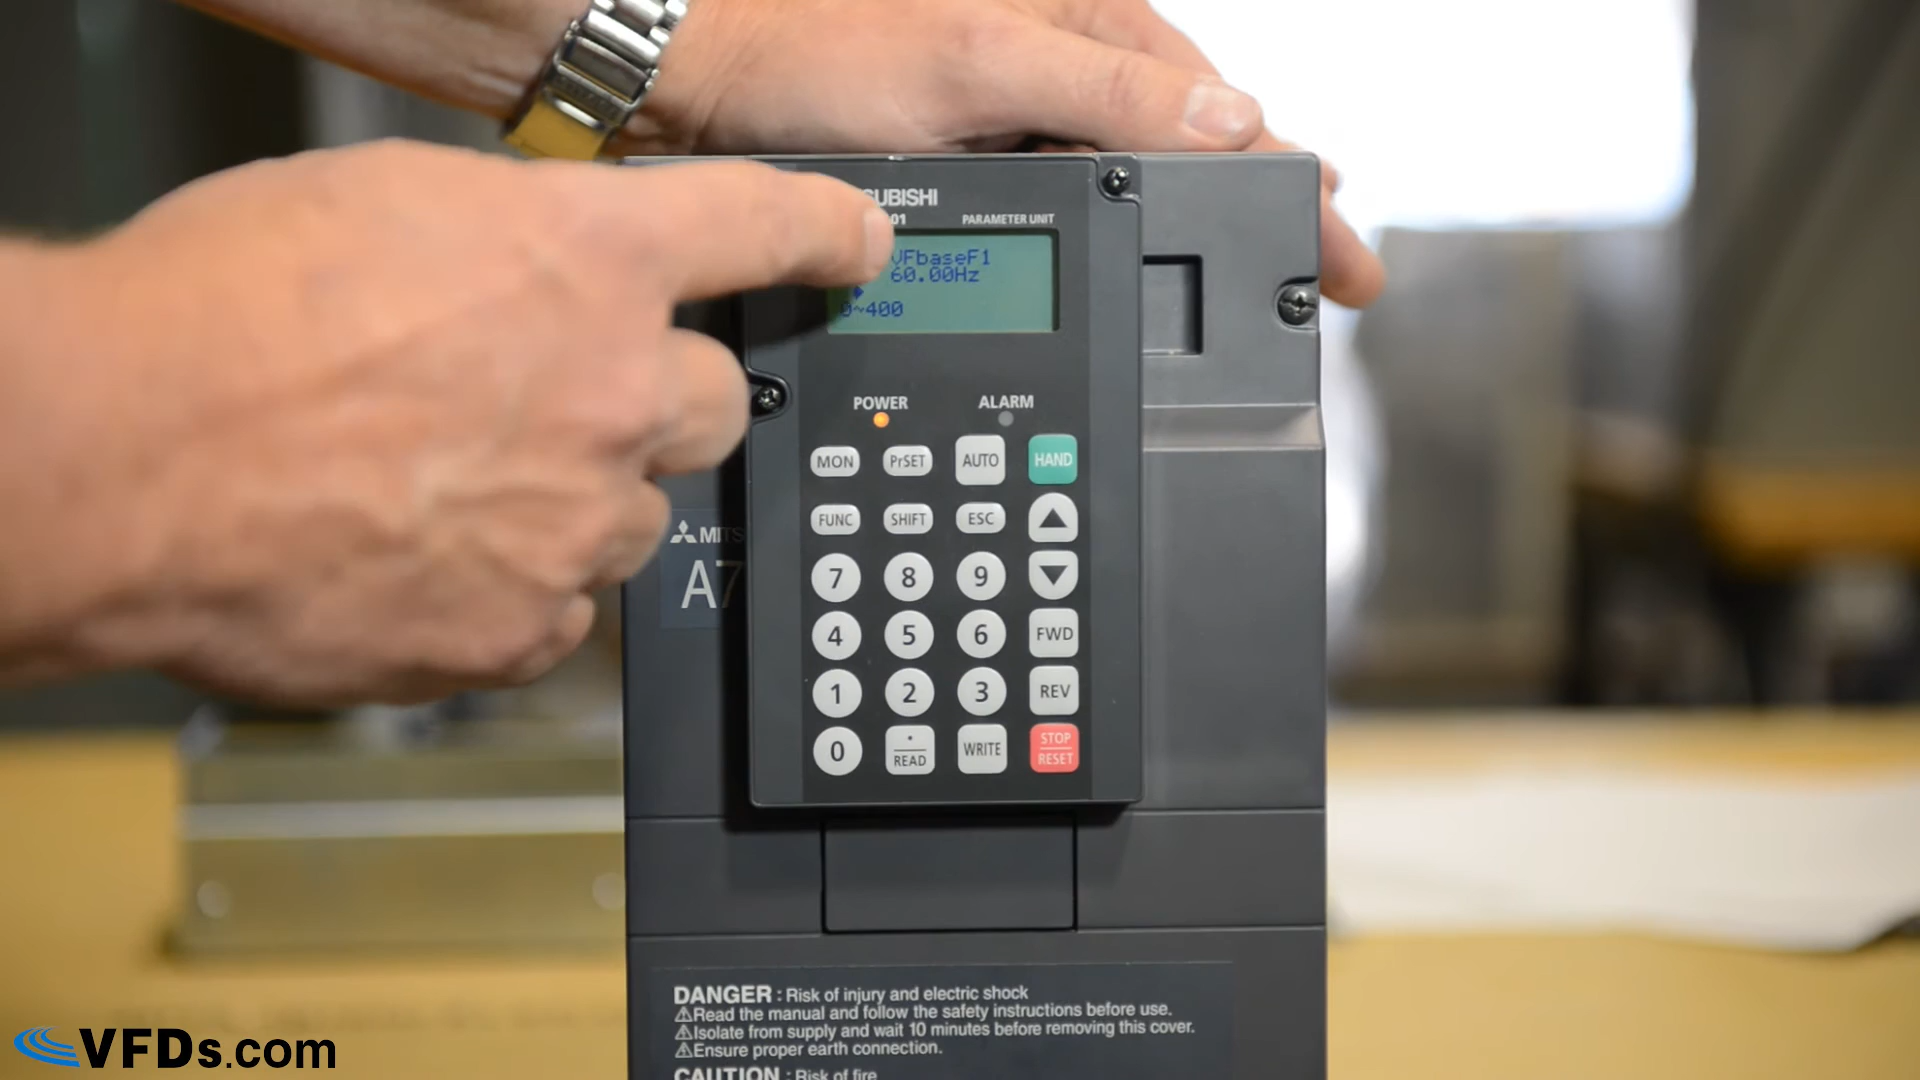 SUBISHI
01 PARAMETER UNIT
VFbaseF1
60.00Hz
0~400
POWER ALARM
MON PrSET AUTO HAND
FUNC SHIFT ESC
7 8 9
4 5 6 FWD
1 2 3 REV
0 . READ WRITE STOP RESET
MITS
A7
DANGER : Risk of injury and electric shock
⚠Read the manual and follow the safety instructions before use.
⚠Isolate from supply and wait 10 minutes before removing this cover.
⚠Ensure proper earth connection.
CAUTION : Risk of fire
VFDs.com